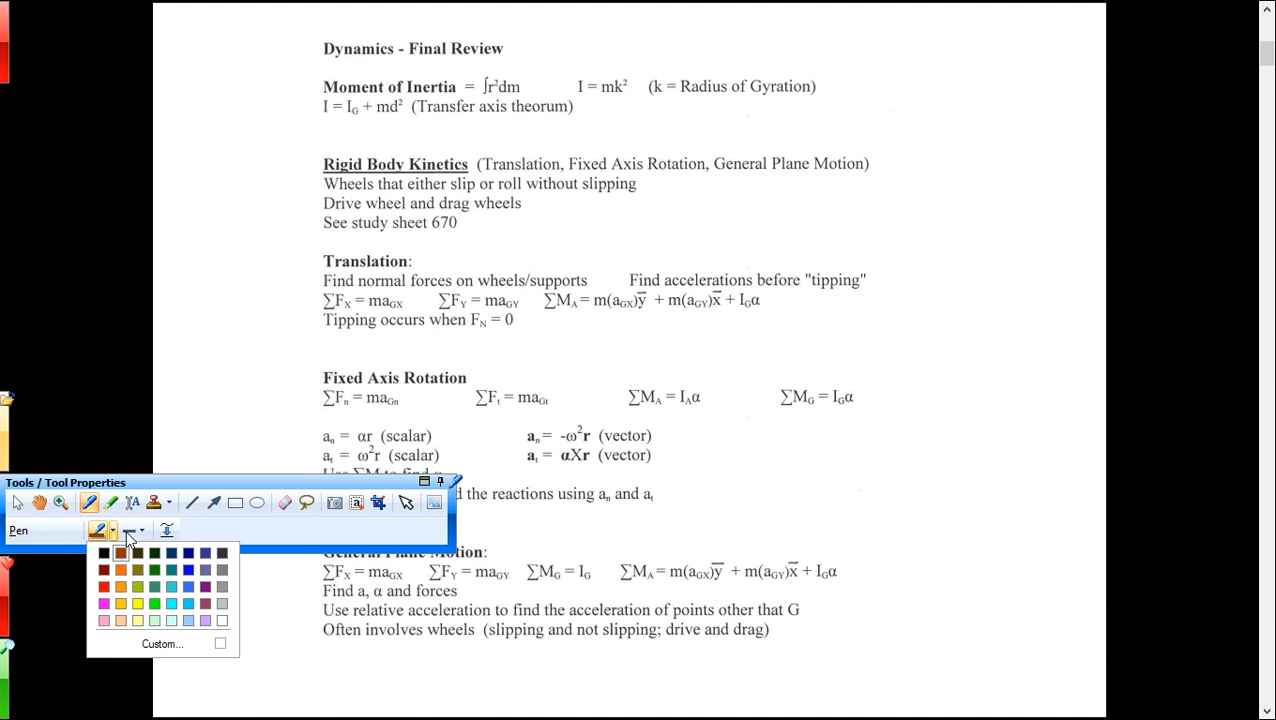 Dynamics - Final Review
Moment of Inertia = ∫r²dm I = mk² (k = Radius of Gyration)
I = I_G + md² (Transfer axis theorum)
Rigid Body Kinetics (Translation, Fixed Axis Rotation, General Plane Motion)
Wheels that either slip or roll without slipping
Drive wheel and drag wheels
See study sheet 670
Translation:
Find normal forces on wheels/supports Find accelerations before "tipping"
∑F_X = ma_GX ∑F_Y = ma_GY ∑M_A = m(a_GX)y̅ + m(a_GY)x̅ + I_Gα
Tipping occurs when F_N = 0
Fixed Axis Rotation
∑F_n = ma_Gn ∑F_t = ma_Gt ∑M_A = I_Aα ∑M_G = I_Gα
a_n = αr (scalar) a_n = -ω²r (vector)
a_t = ω²r (scalar) a_t = αXr (vector)
Use ∑M to find α
Tools / Tool Properties
d the reactions using a_n and a_t
Pen
General Plane Motion:
∑F_X = ma_GX ∑F_Y = ma_GY ∑M_G = I_G ∑M_A = m(a_GX)y̅ + m(a_GY)x̅ + I_Gα
Find a, α and forces
Use relative acceleration to find the acceleration of points other that G
Often involves wheels (slipping and not slipping; drive and drag)
Custom...